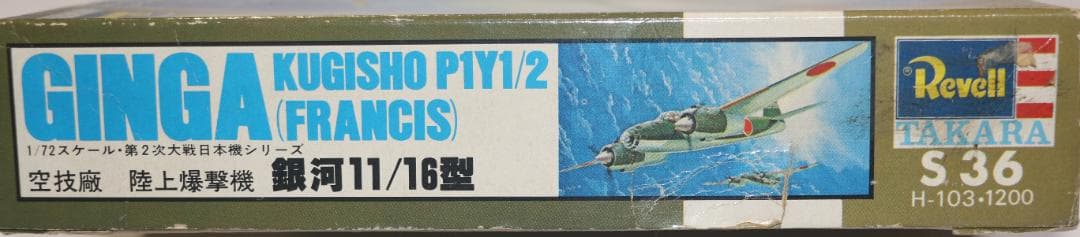 GINGA
KUGISHO P1Y1/2
(FRANCIS)
1/72スケール・第2次大戦日本機シリーズ
空技廠 陸上爆撃機 銀河11/16型
Revell
TAKARA
S 36
H-103・1200